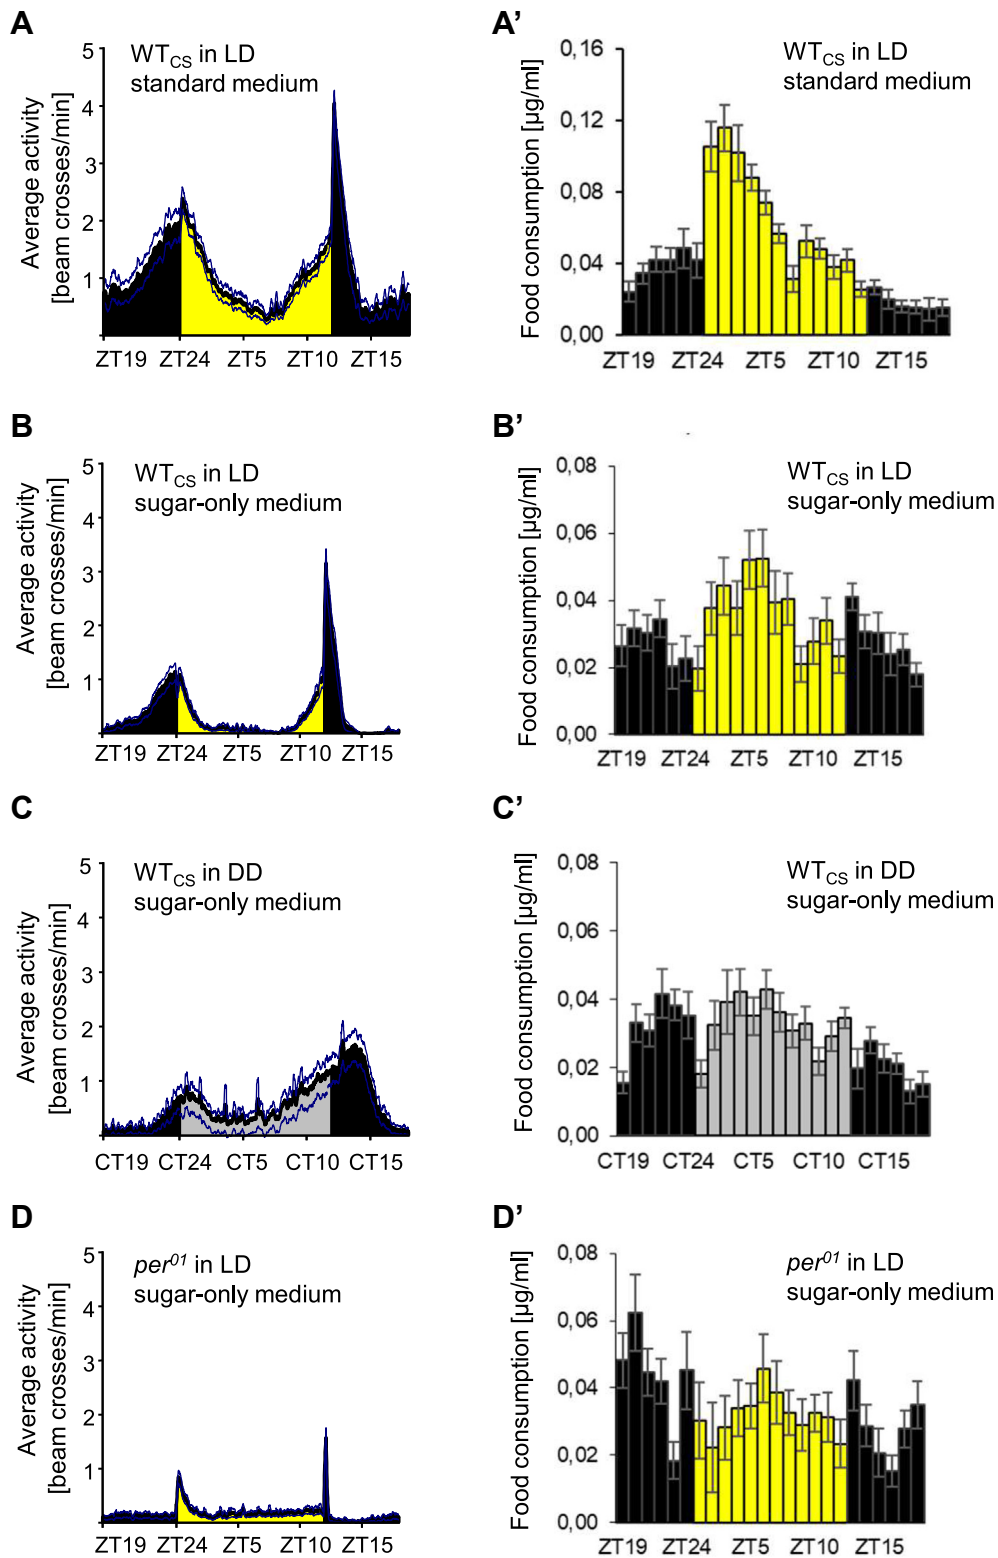 A
Average activity
[beam crosses/min]
WTCS in LD
standard medium
5
4
3
2
1
ZT19 ZT24 ZT5 ZT10 ZT15
A’
Food consumption [µg/ml]
WTCS in LD
standard medium
0,16
0,12
0,08
0,04
0,00
ZT19 ZT24 ZT5 ZT10 ZT15
B
Average activity
[beam crosses/min]
WTCS in LD
sugar-only medium
5
4
3
2
1
ZT19 ZT24 ZT5 ZT10 ZT15
B’
Food consumption [µg/ml]
WTCS in LD
sugar-only medium
0,08
0,06
0,04
0,02
0,00
ZT19 ZT24 ZT5 ZT10 ZT15
C
Average activity
[beam crosses/min]
WTCS in DD
sugar-only medium
5
4
3
2
1
CT19 CT24 CT5 CT10 CT15
C’
Food consumption [µg/ml]
WTCS in DD
sugar-only medium
0,08
0,06
0,04
0,02
0,00
CT19 CT24 CT5 CT10 CT15
D
Average activity
[beam crosses/min]
per01 in LD
sugar-only medium
5
4
3
2
1
ZT19 ZT24 ZT5 ZT10 ZT15
D’
Food consumption [µg/ml]
per01 in LD
sugar-only medium
0,08
0,06
0,04
0,02
0,00
ZT19 ZT24 ZT5 ZT10 ZT15